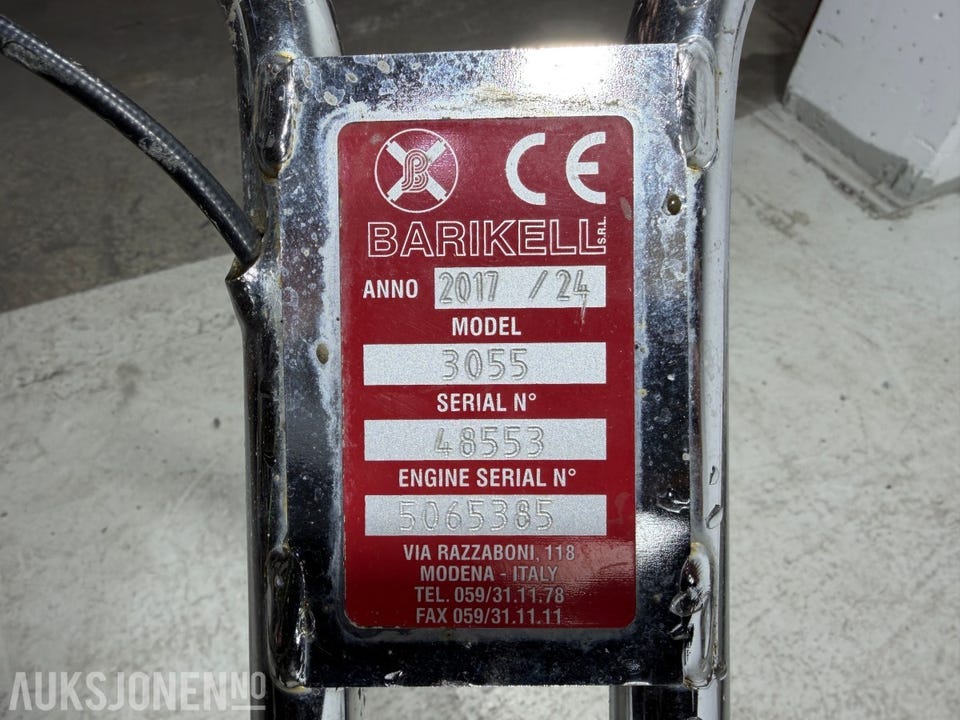 B
CE
BARIKELL S.R.L.
ANNO 2017 /24
MODEL
3055
SERIAL N°
48553
ENGINE SERIAL N°
5065385
VIA RAZZABONI, 118
MODENA - ITALY
TEL. 059/31.11.78
FAX 059/31.11.11
AUKSJONEN.NO